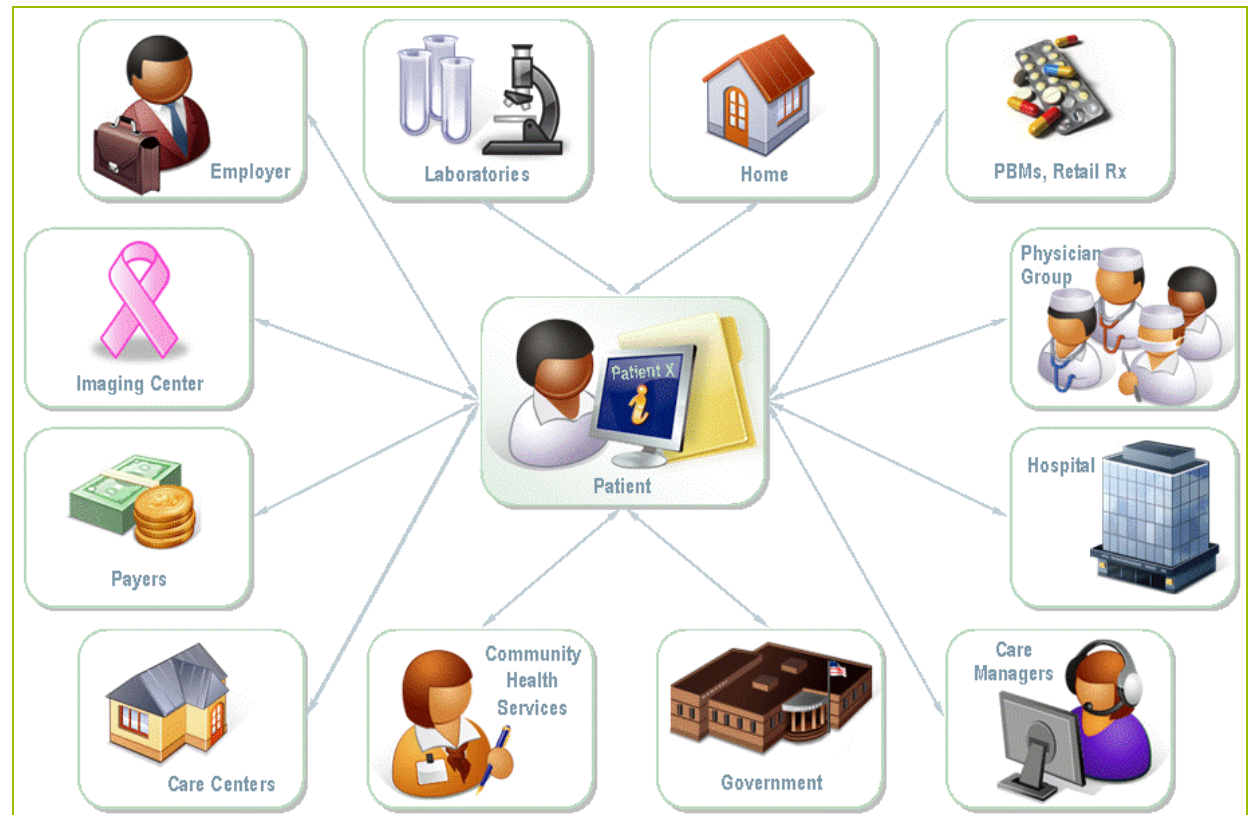 Employer
Laboratories
Home
PBMs, Retail Rx
Imaging Center
Patient X
Patient
Physician
Group
Payers
Hospital
Care Centers
Community
Health
Services
Government
Care
Managers